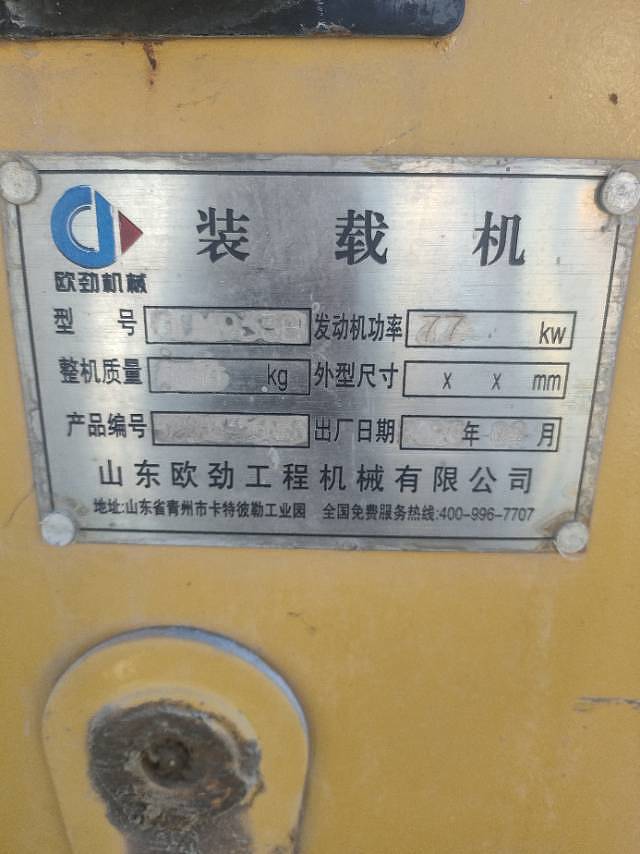 装载机
欧劲机械
型号 发动机功率 77 kw
整机质量 kg 外型尺寸 x x mm
产品编号 出厂日期 年 月
山东欧劲工程机械有限公司
地址:山东省青州市卡特彼勒工业园 全国免费服务热线:400-996-7707